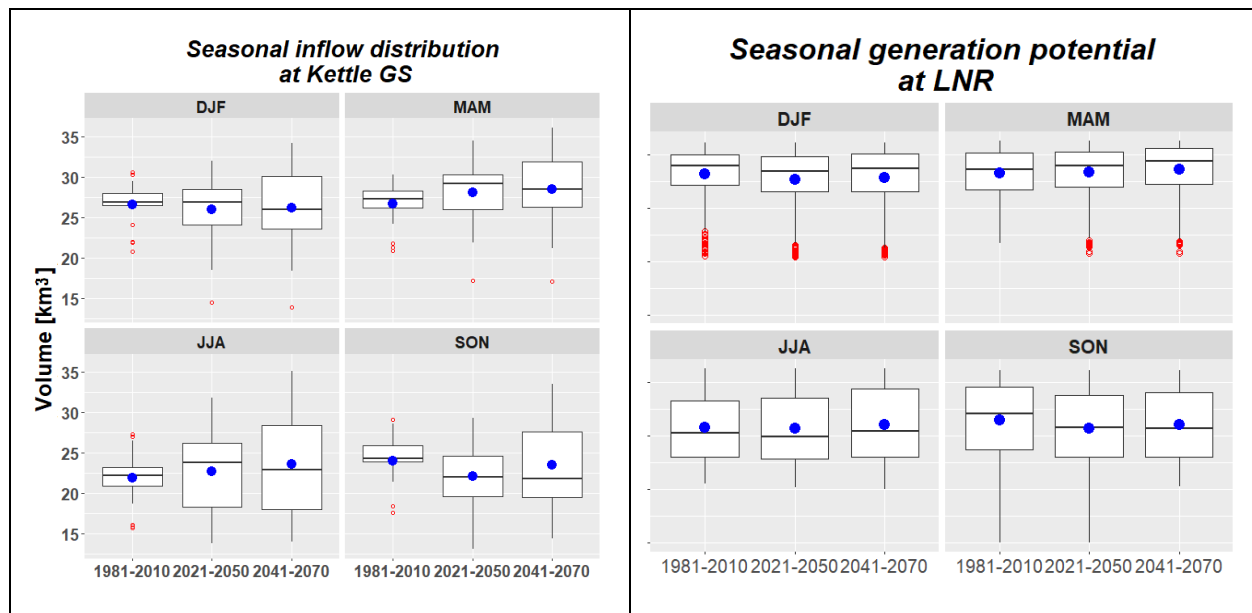 Seasonal inflow distribution
at Kettle GS
Volume [km³]
DJF
MAM
35
30
25
20
15
JJA
SON
35
30
25
20
15
1981-2010 2021-2050 2041-2070 1981-2010 2021-2050 2041-2070
Seasonal generation potential
at LNR
DJF
MAM
JJA
SON
1981-2010 2021-2050 2041-2070 1981-2010 2021-2050 2041-2070